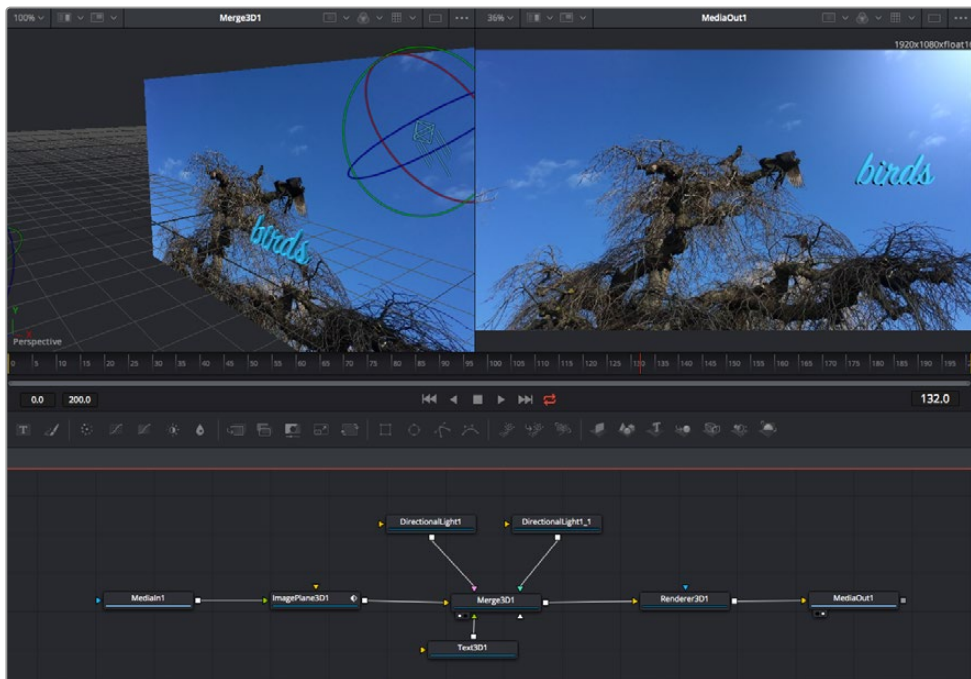 100%
Merge3D1
36%
MediaOut1
1920x1080xfloat1
birds
birds
Perspective
0 5 10 15 20 25 30 35 40 45 50 55 60 65 70 75 80 85 90 95 100 105 110 115 120 125 130 135 140 145 150 155 160 165 170 175 180 185 190 195
0.0 200.0 132.0
DirectionalLight1 DirectionalLight1_1
MediaIn1 ImagePlane3D1 Merge3D1 Renderer3D1 MediaOut1
Text3D1